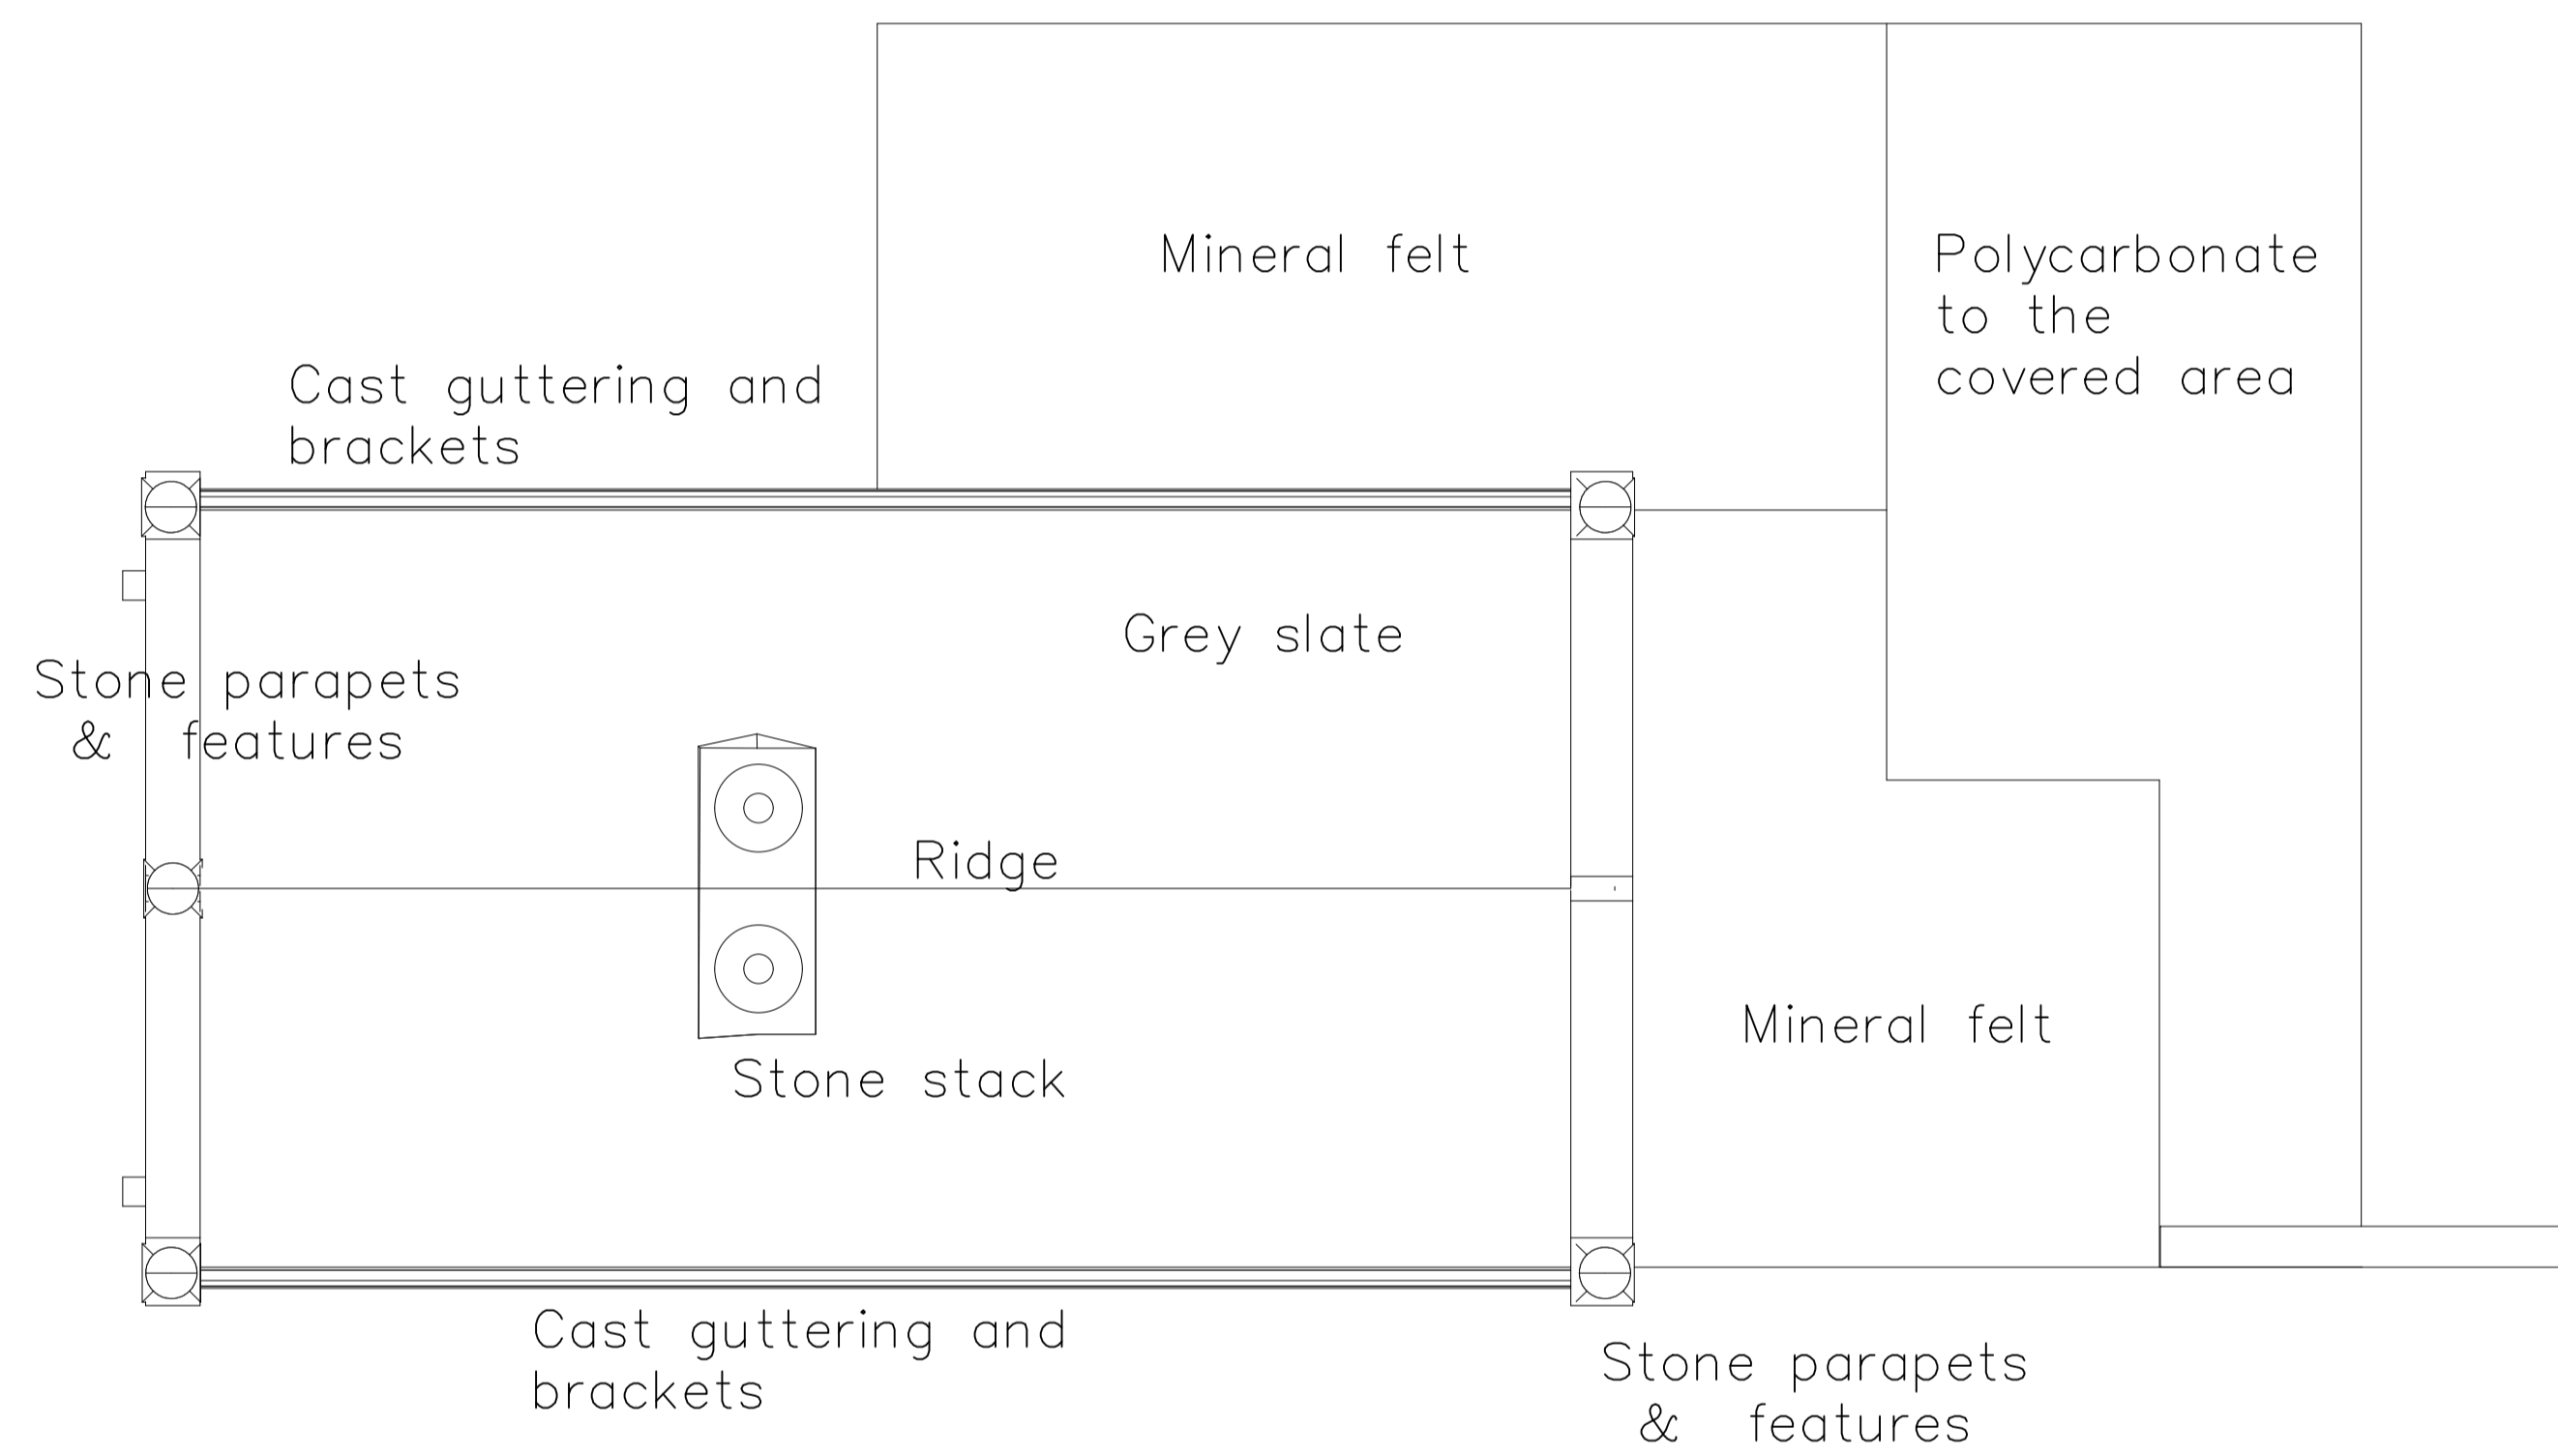 Mineral felt
Polycarbonate
to the
covered area
Cast guttering and
brackets
Grey slate
Stone parapets
& features
Ridge
Mineral felt
Stone stack
Cast guttering and
brackets
Stone parapets
& features